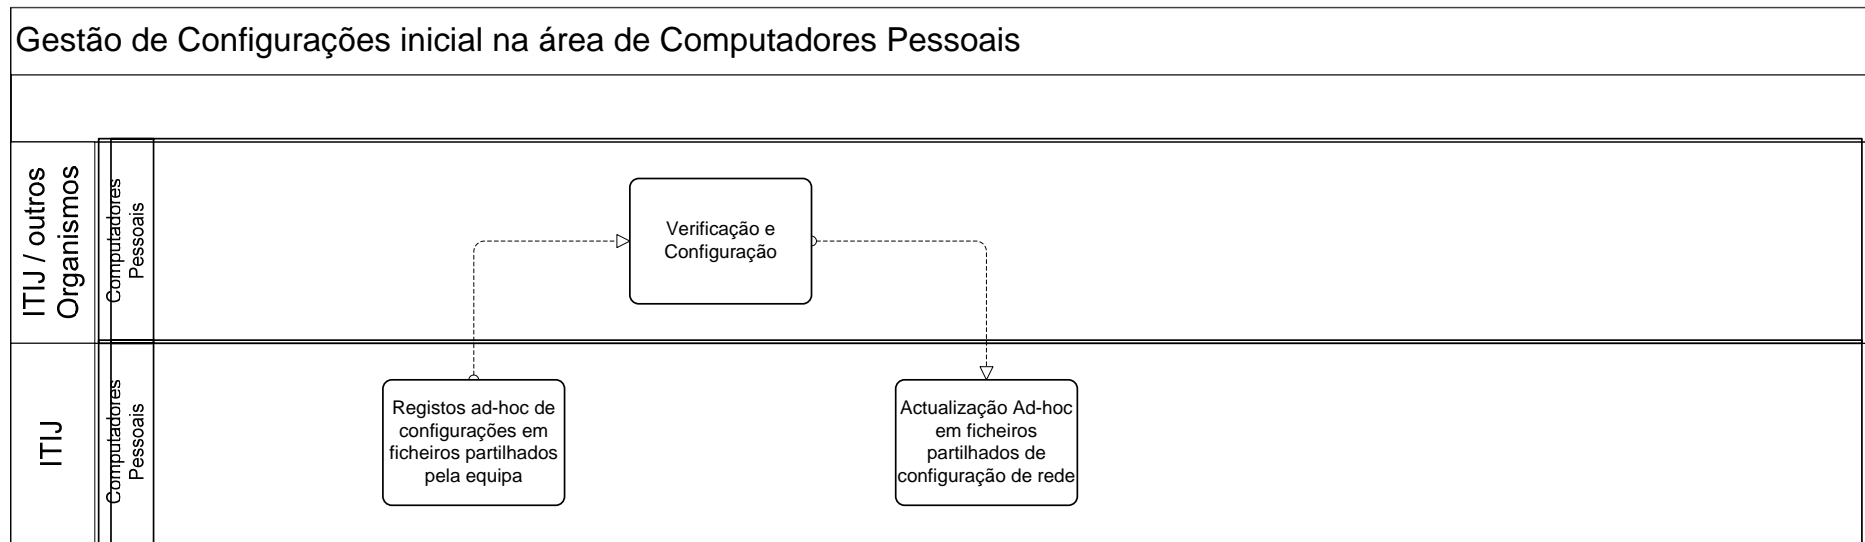 Gestão de Configurações inicial na área de Computadores Pessoais
ITIJ / outros
Organismos
Computadores
Pessoais
Verificação e
Configuração
ITIJ
Computadores
Pessoais
Registos ad-hoc de
configurações em
ficheiros partilhados
pela equipa
Actualização Ad-hoc
em ficheiros
partilhados de
configuração de rede